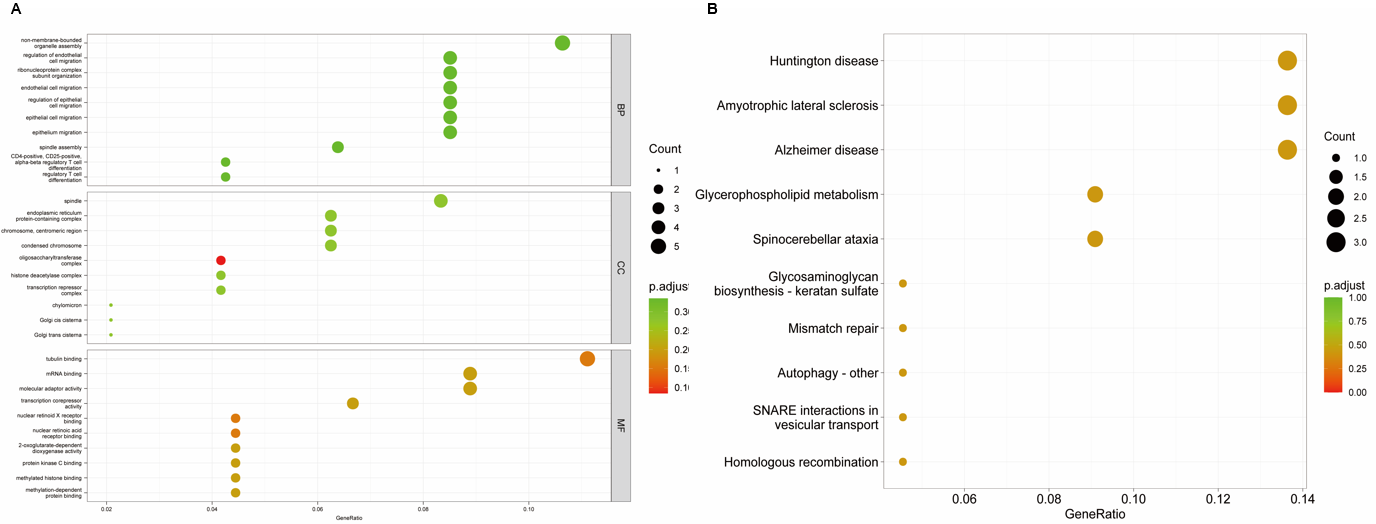 A
non-membrane-bounded
organelle assembly
regulation of endothelial
cell migration
ribonucleoprotein complex
subunit organization
endothelial cell migration
regulation of epithelial
cell migration
epithelial cell migration
epithelium migration
spindle assembly
CD4-positive, CD25-positive,
alpha-beta regulatory T cell
differentiation
regulatory T cell
differentiation
BP
spindle
endoplasmic reticulum
protein-containing complex
chromosome, centromeric region
condensed chromosome
oligosaccharyltransferase
complex
histone deacetylase complex
transcription repressor
complex
chylomicron
Golgi cis cisterna
Golgi trans cisterna
CC
tubulin binding
mRNA binding
molecular adaptor activity
transcription corepressor
activity
nuclear retinoid X receptor
binding
nuclear retinoic acid
receptor binding
2-oxoglutarate-dependent
dioxygenase activity
protein kinase C binding
methylated histone binding
methylation-dependent
protein binding
MF
0.02 0.04 0.06 0.08 0.10
GeneRatio
Count
1
2
3
4
5
p.adjust
0.30
0.25
0.20
0.15
0.10
B
Huntington disease
Amyotrophic lateral sclerosis
Alzheimer disease
Glycerophospholipid metabolism
Spinocerebellar ataxia
Glycosaminoglycan
biosynthesis - keratan sulfate
Mismatch repair
Autophagy - other
SNARE interactions in
vesicular transport
Homologous recombination
0.06 0.08 0.10 0.12 0.14
GeneRatio
Count
1.0
1.5
2.0
2.5
3.0
p.adjust
1.00
0.75
0.50
0.25
0.00